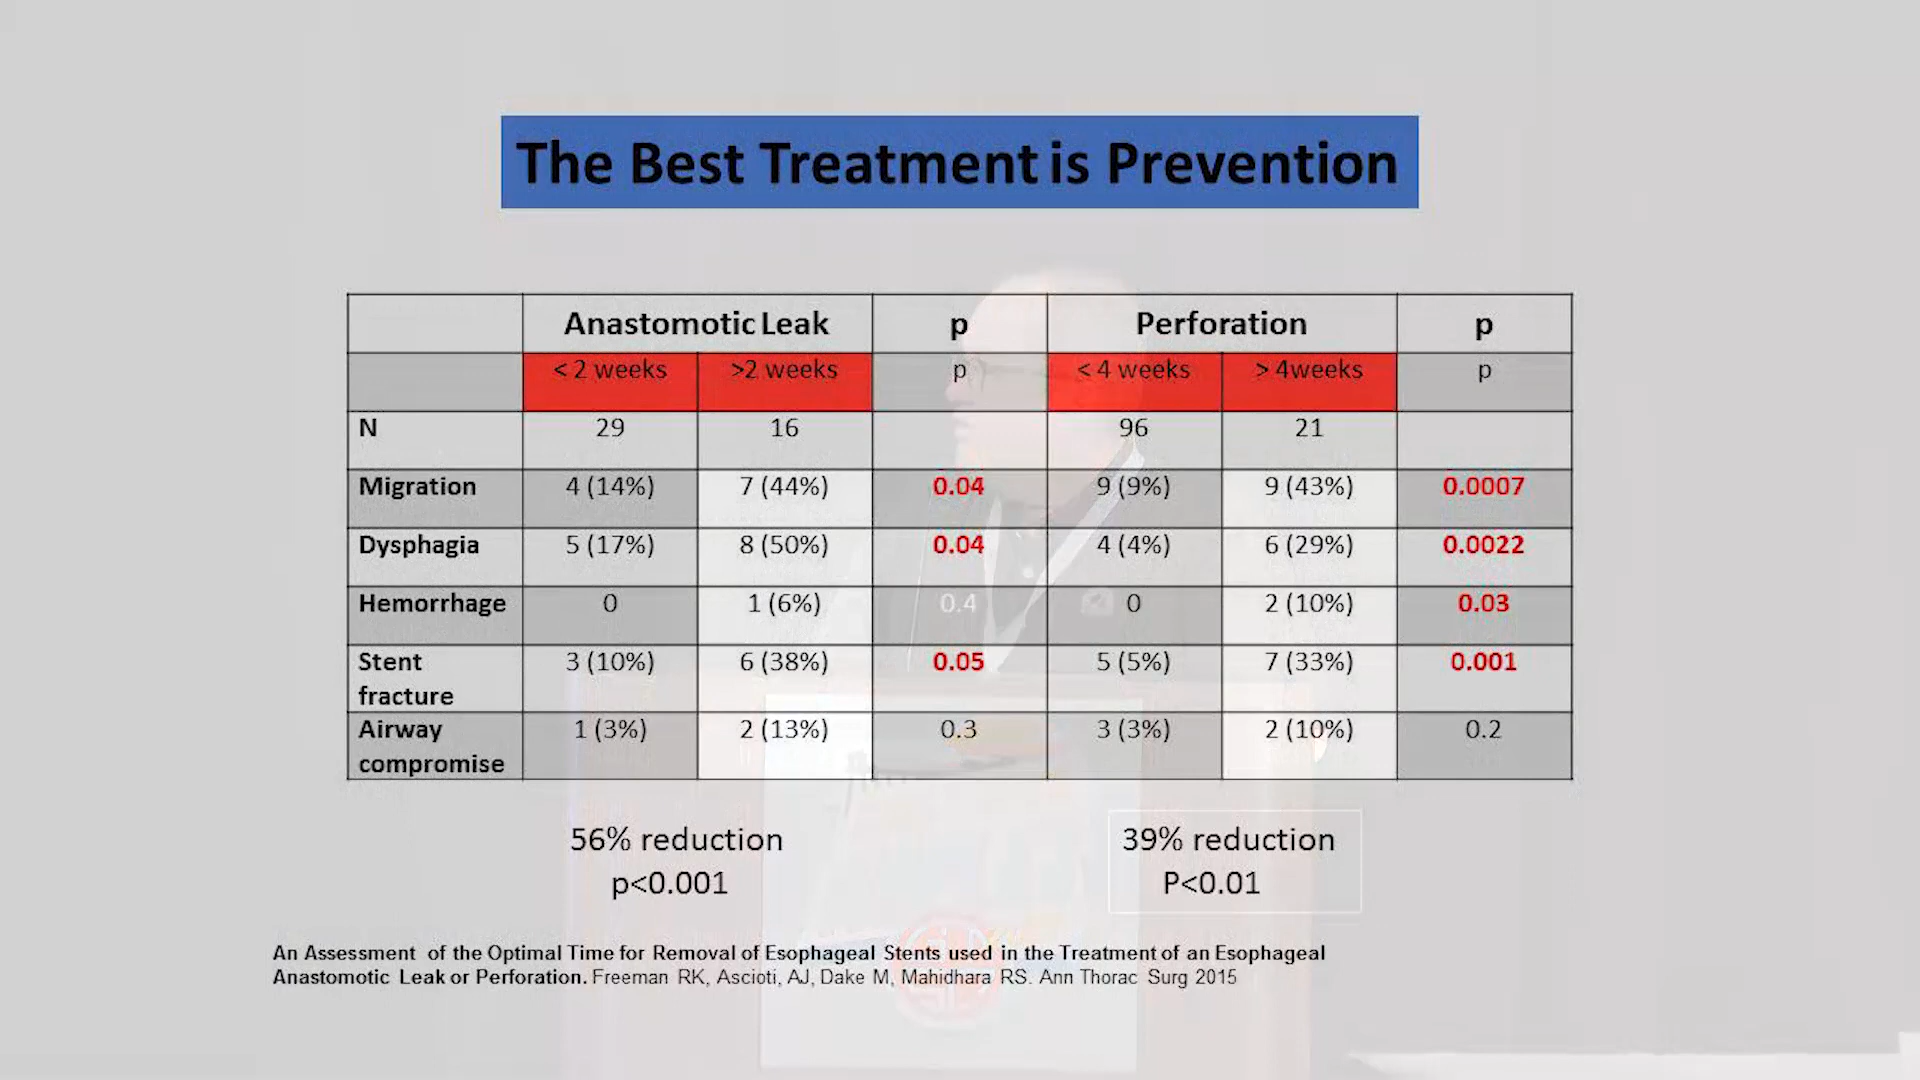 The Best Treatment is Prevention
Anastomotic Leak p Perforation p
< 2 weeks >2 weeks p < 4 weeks > 4weeks p
N 29 16 96 21
Migration 4 (14%) 7 (44%) 0.04 9 (9%) 9 (43%) 0.0007
Dysphagia 5 (17%) 8 (50%) 0.04 4 (4%) 6 (29%) 0.0022
Hemorrhage 0 1 (6%) 0.4 0 2 (10%) 0.03
Stent fracture 3 (10%) 6 (38%) 0.05 5 (5%) 7 (33%) 0.001
Airway compromise 1 (3%) 2 (13%) 0.3 3 (3%) 2 (10%) 0.2
56% reduction
p<0.001
39% reduction
P<0.01
An Assessment of the Optimal Time for Removal of Esophageal Stents used in the Treatment of an Esophageal
Anastomotic Leak or Perforation. Freeman RK, Ascioti, AJ, Dake M, Mahidhara RS. Ann Thorac Surg 2015